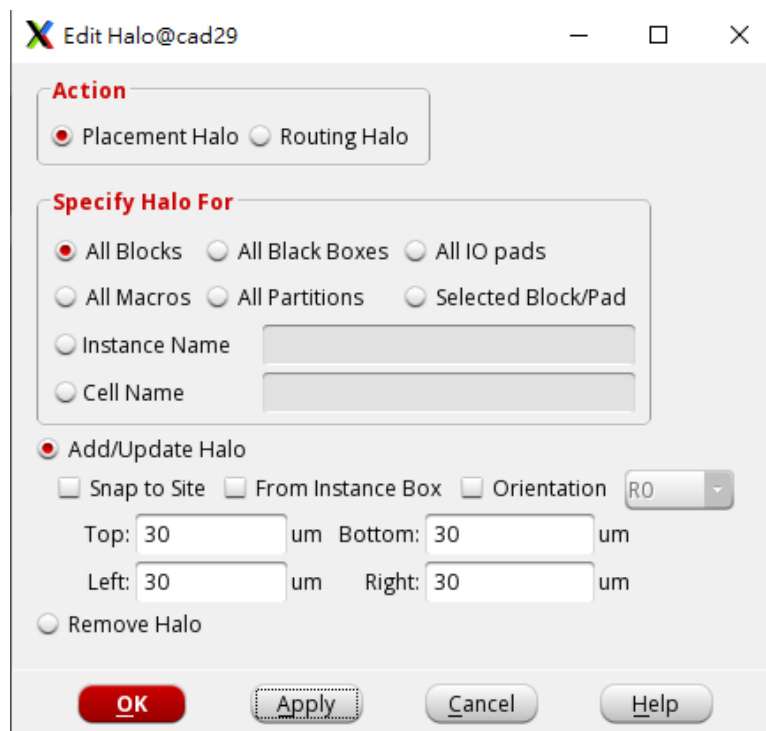 Edit Halo@cad29
Action
Placement Halo Routing Halo
Specify Halo For
All Blocks All Black Boxes All IO pads
All Macros All Partitions Selected Block/Pad
Instance Name
Cell Name
Add/Update Halo
Snap to Site From Instance Box Orientation R0
Top: 30 um Bottom: 30 um
Left: 30 um Right: 30 um
Remove Halo
OK Apply Cancel Help